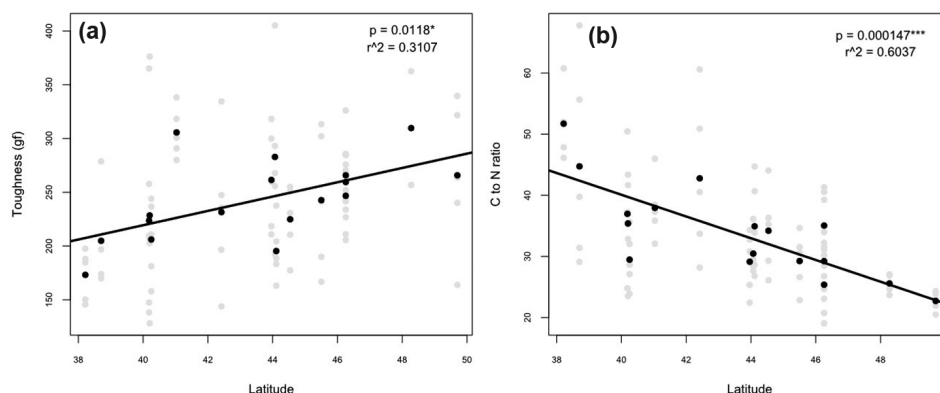 (a)
p = 0.0118*
r^2 = 0.3107
Toughness (gf)
400
350
300
250
200
150
38 40 42 44 46 48 50
Latitude
(b)
p = 0.000147***
r^2 = 0.6037
C to N ratio
60
50
40
30
20
38 40 42 44 46 48
Latitude